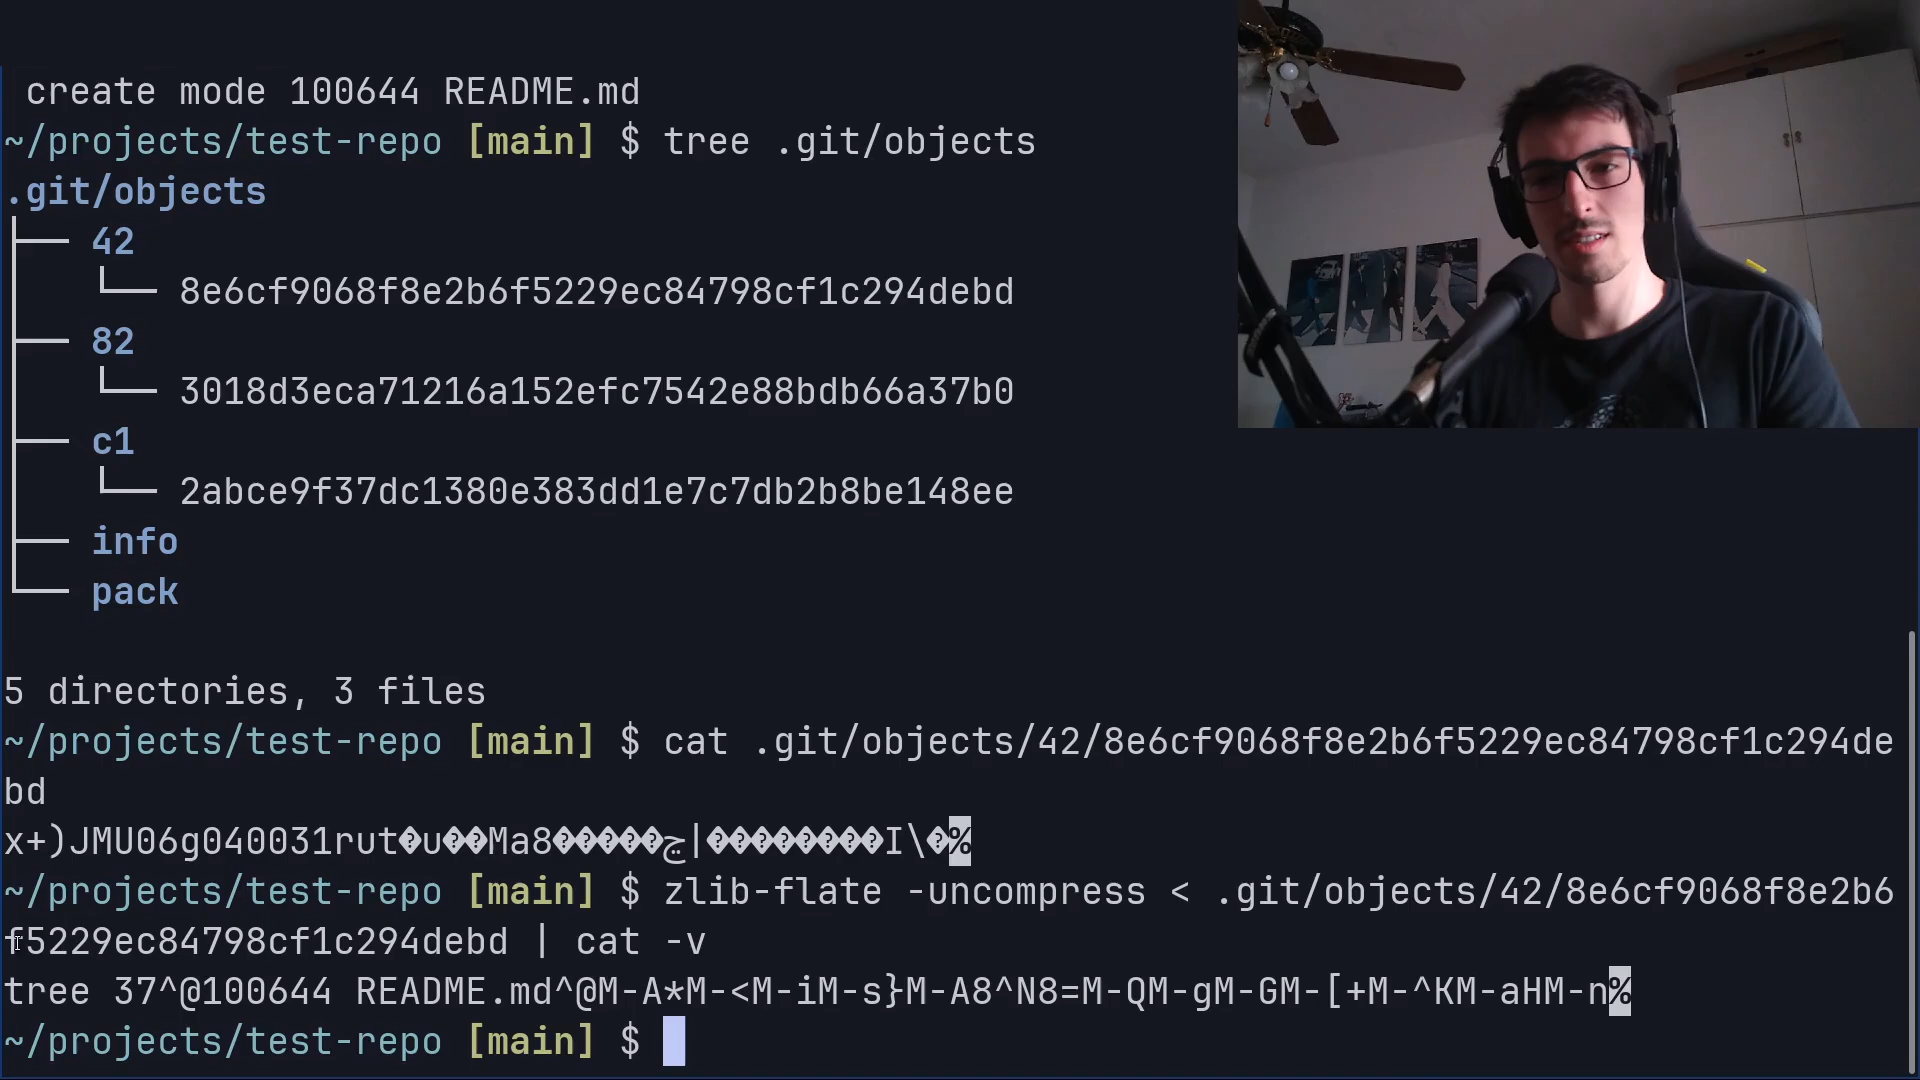 create mode 100644 README.md
~/projects/test-repo [main] $ tree .git/objects
.git/objects
├── 42
│   └── 8e6cf9068f8e2b6f5229ec84798cf1c294debd
├── 82
│   └── 3018d3eca71216a152efc7542e88bdb66a37b0
├── c1
│   └── 2abce9f37dc1380e383dd1e7c7db2b8be148ee
├── info
└── pack
5 directories, 3 files
~/projects/test-repo [main] $ cat .git/objects/42/8e6cf9068f8e2b6f5229ec84798cf1c294de
bd
x+)JMU06g040031rut�u��Ma8�����ڃ|���������I\�%
~/projects/test-repo [main] $ zlib-flate -uncompress < .git/objects/42/8e6cf9068f8e2b6
f5229ec84798cf1c294debd | cat -v
tree 37^@100644 README.md^@M-A*M-<M-iM-s}M-A8^N8=M-QM-gM-GM-[+M-^KM-aHM-n%
~/projects/test-repo [main] $